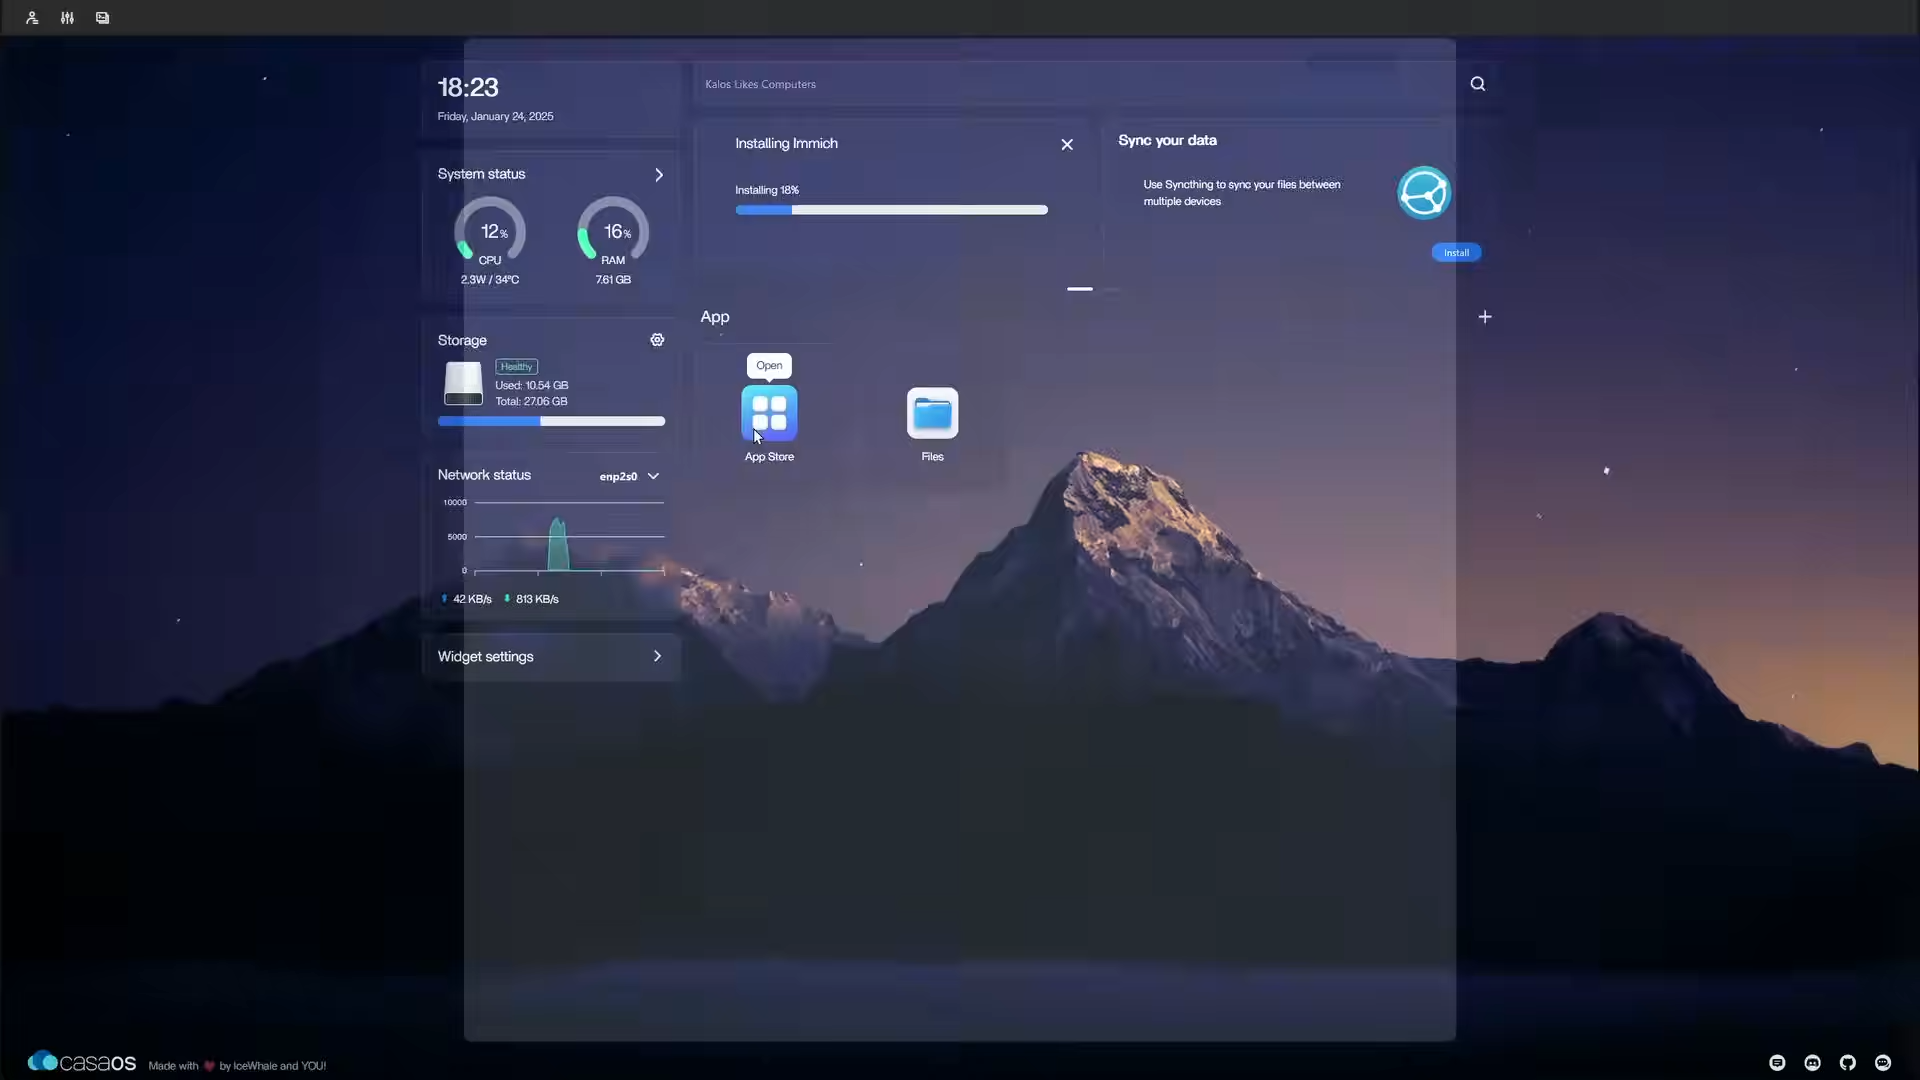 18:23
Friday, January 24, 2025
Kalos Likes Computers
System status
12%
CPU
2.3W / 34°C
16%
RAM
7.61 GB
Installing Immich
Installing 18%
Sync your data
Use Syncthing to sync your files between
multiple devices
Install
Storage
Healthy
Used: 10.54 GB
Total: 27.06 GB
App
Open
App Store
Files
Network status
enp2s0
10000
5000
0
42 KB/s
813 KB/s
Widget settings
casaOS
Made with by IceWhale and YOU!